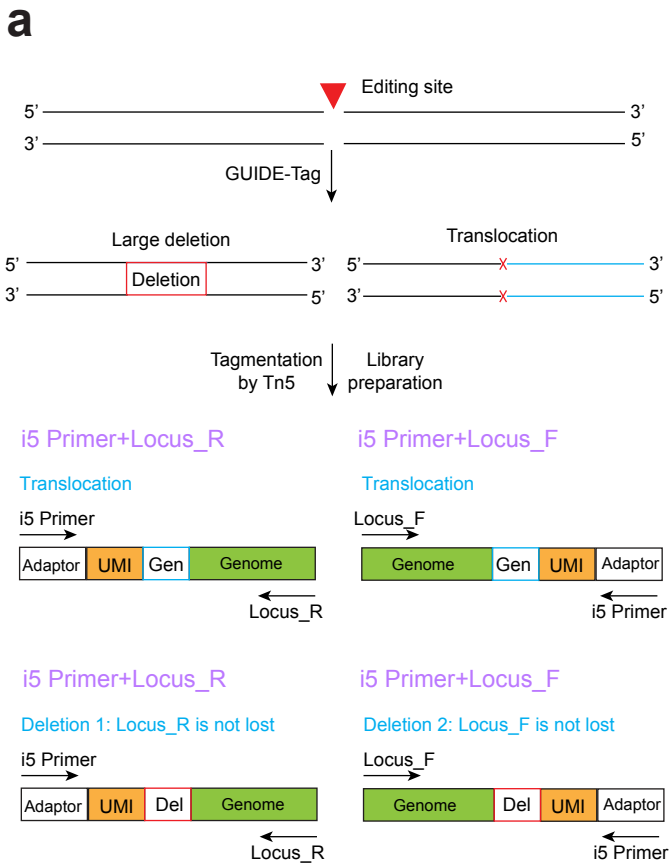 a
Editing site
5’ 3’
3’ 5’
GUIDE-Tag
Large deletion
Translocation
5’ 3’ 5’ X 3’
Deletion
3’ 5’ 3’ X 5’
Tagmentation by Tn5
Library preparation
i5 Primer+Locus_R
i5 Primer+Locus_F
Translocation
Translocation
i5 Primer
Locus_F
Adaptor UMI Gen Genome
Genome Gen UMI Adaptor
Locus_R
i5 Primer
i5 Primer+Locus_R
i5 Primer+Locus_F
Deletion 1: Locus_R is not lost
Deletion 2: Locus_F is not lost
i5 Primer
Locus_F
Adaptor UMI Del Genome
Genome Del UMI Adaptor
Locus_R
i5 Primer